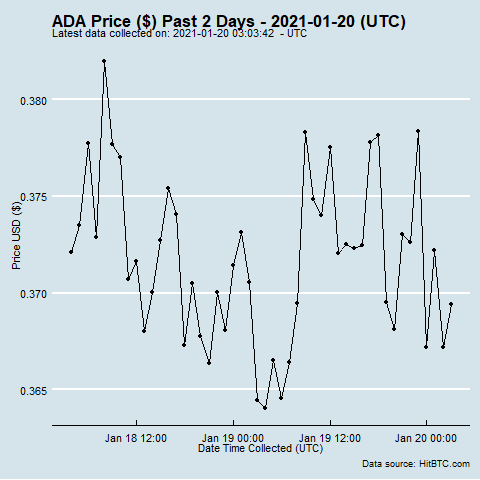 ADA Price ($) Past 2 Days - 2021-01-20 (UTC)
Latest data collected on: 2021-01-20 03:03:42  - UTC
0.380
0.375
0.370
0.365
Price USD ($)
Jan 18 12:00
Jan 19 00:00
Jan 19 12:00
Jan 20 00:00
Date Time Collected (UTC)
Data source: HitBTC.com